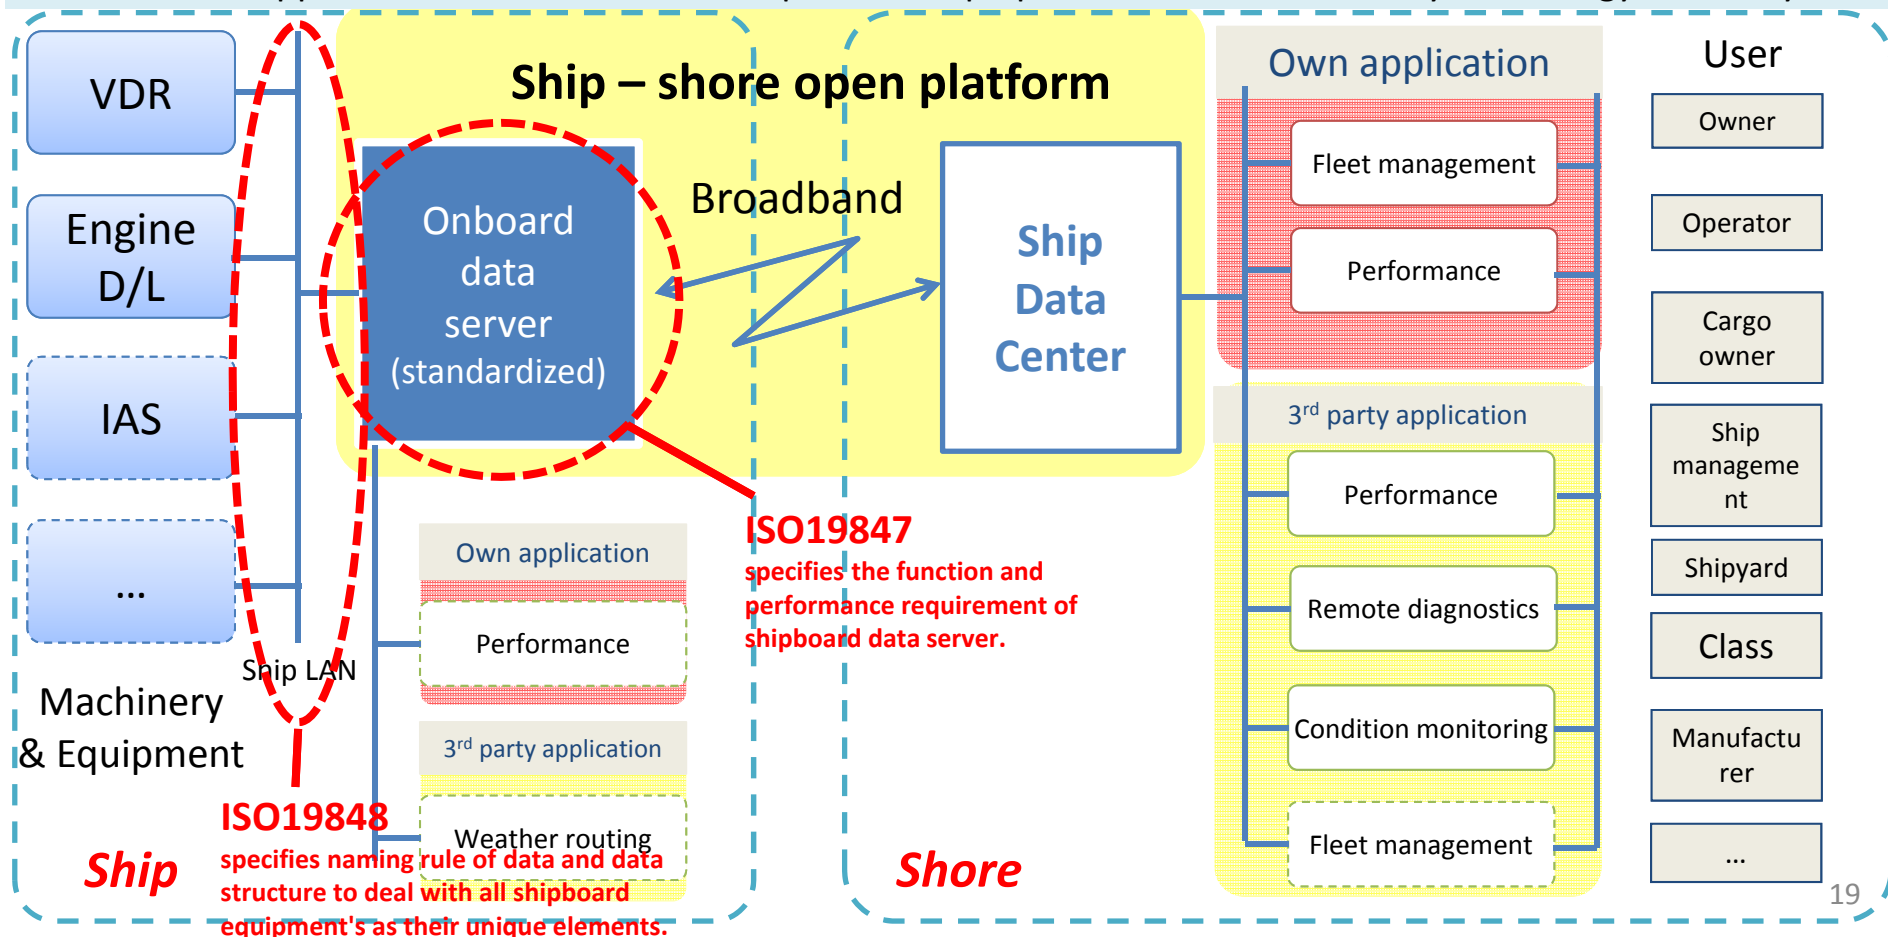 Ship – shore open platform
VDR
Engine
D/L
IAS
...
Ship LAN
Machinery
& Equipment
Onboard
data
server
(standardized)
Broadband
Ship
Data
Center
Own application
Performance
3rd party application
Weather routing
ISO19847
specifies the function and
performance requirement of
shipboard data server.
ISO19848
specifies naming rule of data and data
structure to deal with all shipboard
equipment's as their unique elements.
Ship
Shore
Own application
Fleet management
Performance
3rd party application
Performance
Remote diagnostics
Condition monitoring
Fleet management
User
Owner
Operator
Cargo
owner
Ship
manageme
nt
Shipyard
Class
Manufactu
rer
...
19